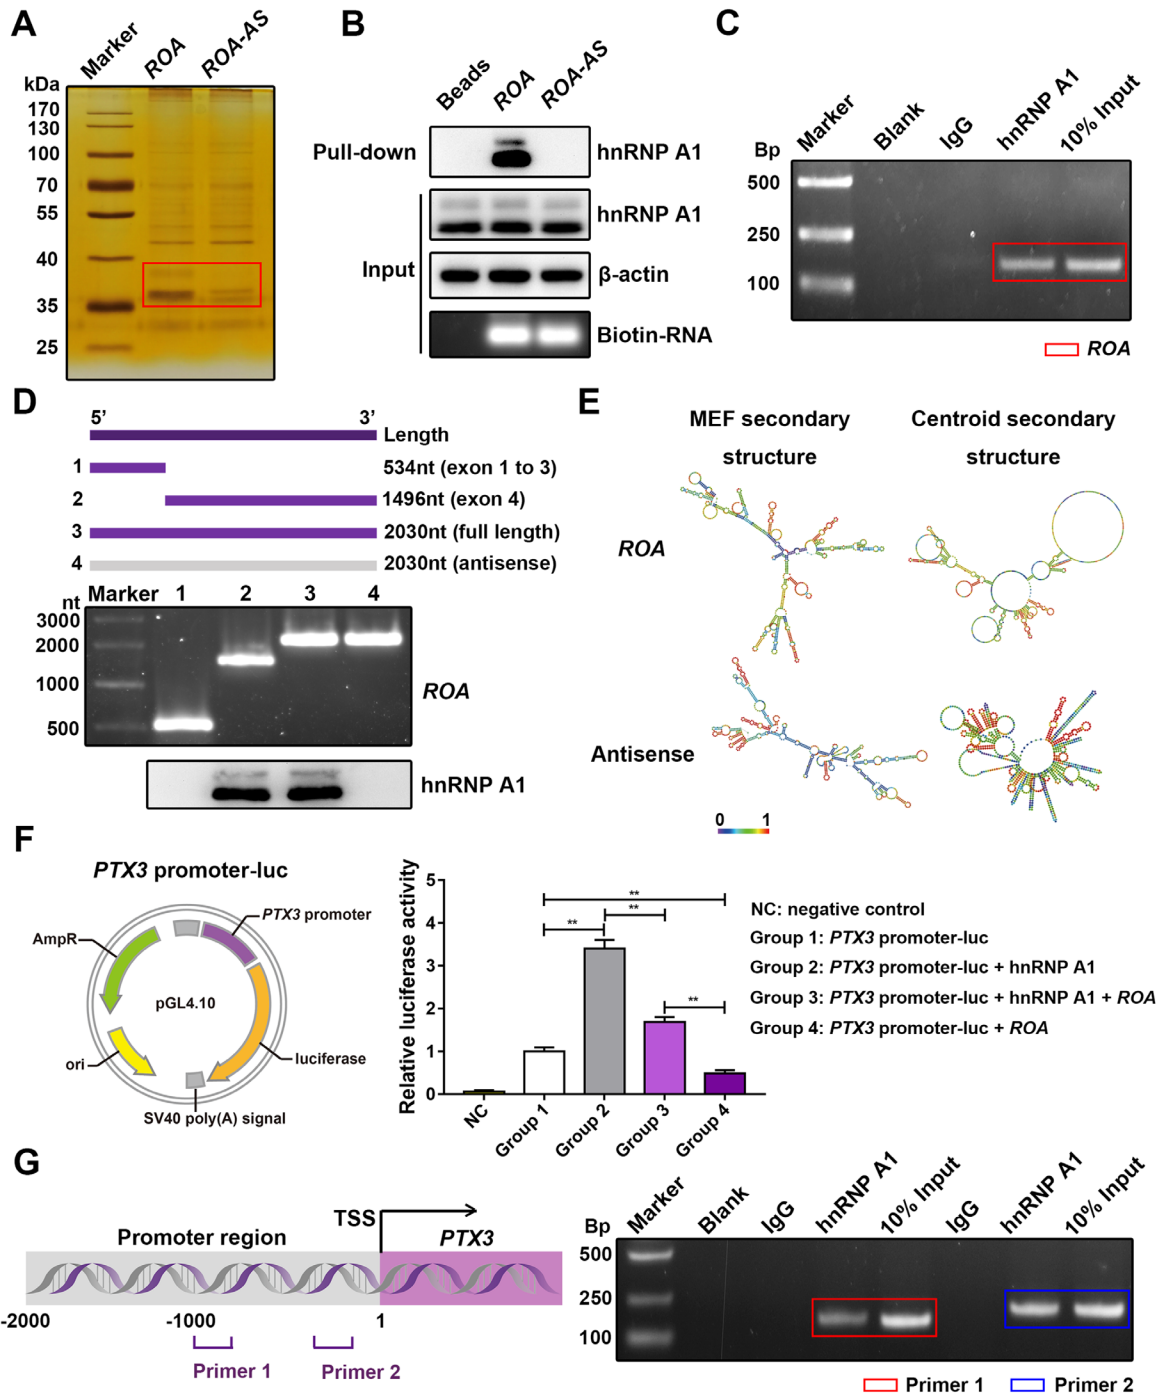 A
Marker
ROA
ROA-AS
kDa
170
130
100
70
55
40
35
25
B
Beads
ROA
ROA-AS
Pull-down
hnRNP A1
hnRNP A1
Input
β-actin
Biotin-RNA
C
Marker
Blank
IgG
hnRNP A1
10% Input
Bp
500
250
100
ROA
D
5’ 3’
Length
1 534nt (exon 1 to 3)
2 1496nt (exon 4)
3 2030nt (full length)
4 2030nt (antisense)
Marker 1 2 3 4
nt
3000
2000
1000
500
ROA
hnRNP A1
E
MEF secondary
structure
Centroid secondary
structure
ROA
Antisense
0 1
F
PTX3 promoter-luc
PTX3 promoter
AmpR
pGL4.10
ori
luciferase
SV40 poly(A) signal
Relative luciferase activity
5
4
3
2
1
0
**
**
**
**
NC
Group 1
Group 2
Group 3
Group 4
NC: negative control
Group 1: PTX3 promoter-luc
Group 2: PTX3 promoter-luc + hnRNP A1
Group 3: PTX3 promoter-luc + hnRNP A1 + ROA
Group 4: PTX3 promoter-luc + ROA
G
TSS
Promoter region
PTX3
-2000 -1000 1
Primer 1 Primer 2
Marker
Blank
IgG
hnRNP A1
10% Input
IgG
hnRNP A1
10% Input
Bp
500
250
100
Primer 1 Primer 2